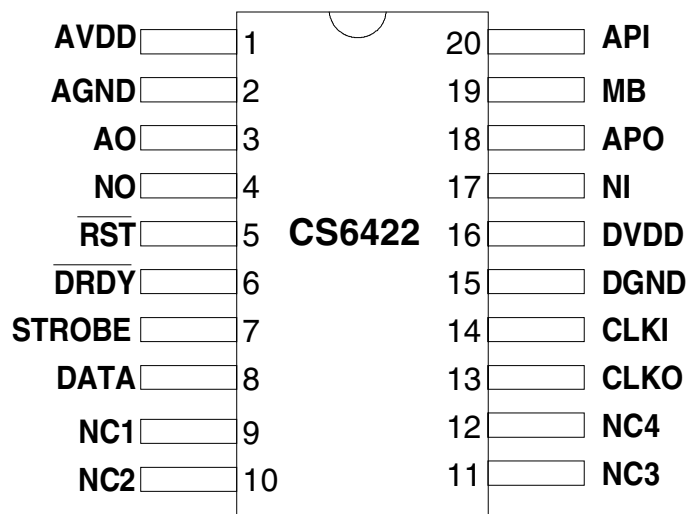 AVDD 1 20 API
AGND 2 19 MB
AO 3 18 APO
NO 4 17 NI
R̅S̅T̅ 5 CS6422 16 DVDD
D̅R̅D̅Y̅ 6 15 DGND
STROBE 7 14 CLKI
DATA 8 13 CLKO
NC1 9 12 NC4
NC2 10 11 NC3